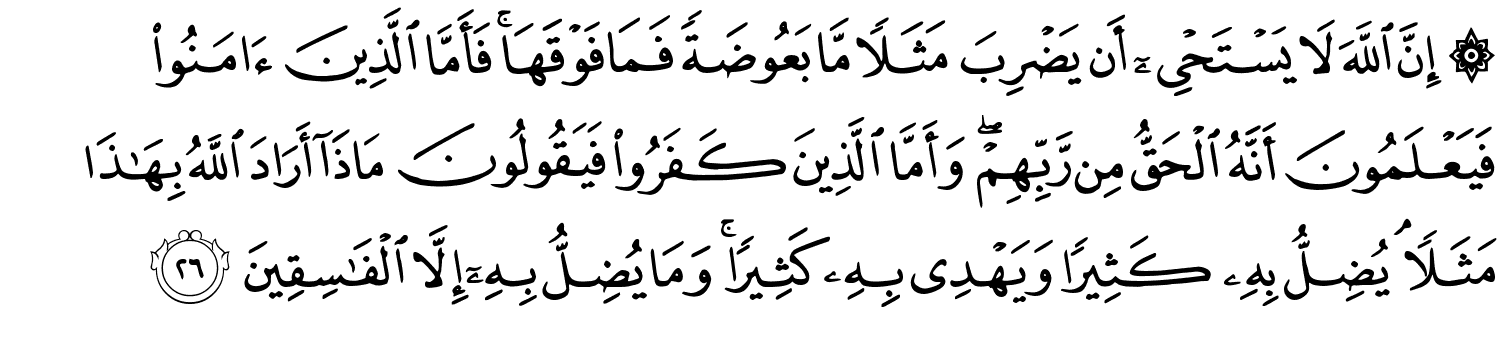 ۞ إِنَّ ٱللَّهَ لَا يَسْتَحْىِۦٓ أَن يَضْرِبَ مَثَلًا مَّا بَعُوضَةً فَمَا فَوْقَهَا ۚ فَأَمَّا ٱلَّذِينَ ءَامَنُوا۟
فَيَعْلَمُونَ أَنَّهُ ٱلْحَقُّ مِن رَّبِّهِمْ ۖ وَأَمَّا ٱلَّذِينَ كَفَرُوا۟ فَيَقُولُونَ مَاذَآ أَرَادَ ٱللَّهُ بِهَـٰذَا
مَثَلًا ۘ يُضِلُّ بِهِۦ كَثِيرًا وَيَهْدِى بِهِۦ كَثِيرًا ۚ وَمَا يُضِلُّ بِهِۦٓ إِلَّا ٱلْفَـٰسِقِينَ ٢٦